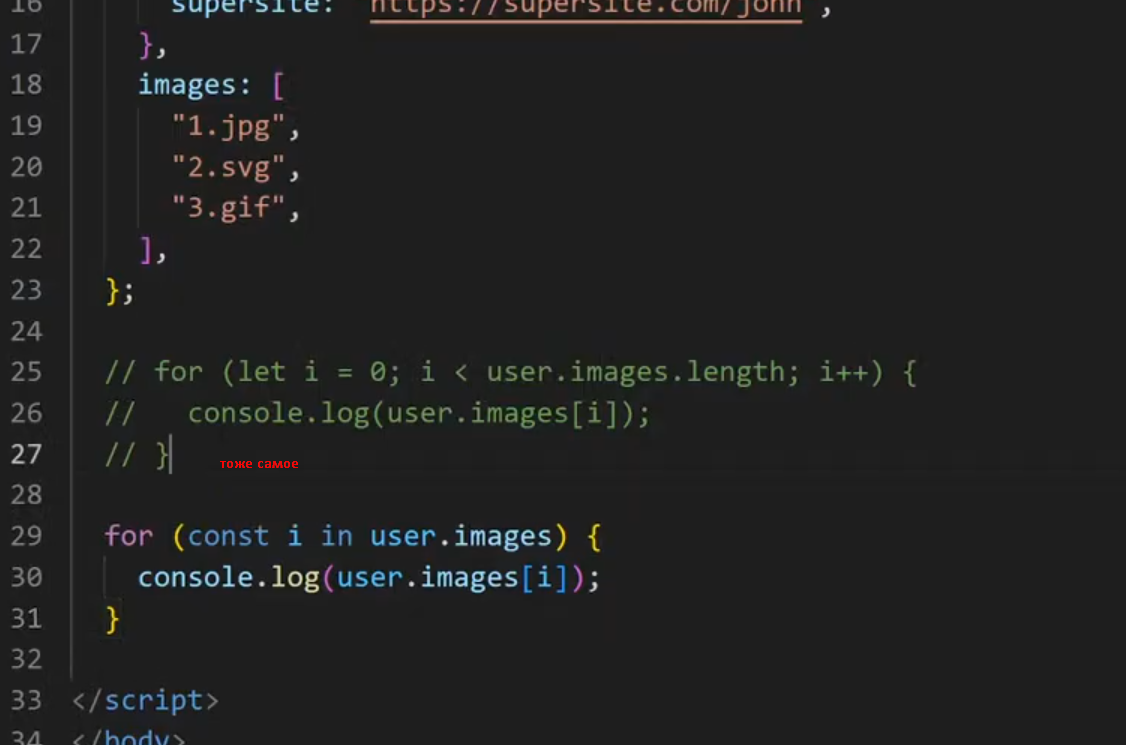 16 supersite: "https://supersite.com/john",
17 },
18 images: [
19 "1.jpg",
20 "2.svg",
21 "3.gif",
22 ],
23 };
24
25 // for (let i = 0; i < user.images.length; i++) {
26 //   console.log(user.images[i]);
27 // } тоже самое
28
29 for (const i in user.images) {
30 console.log(user.images[i]);
31 }
32
33 </script>
34 </body>